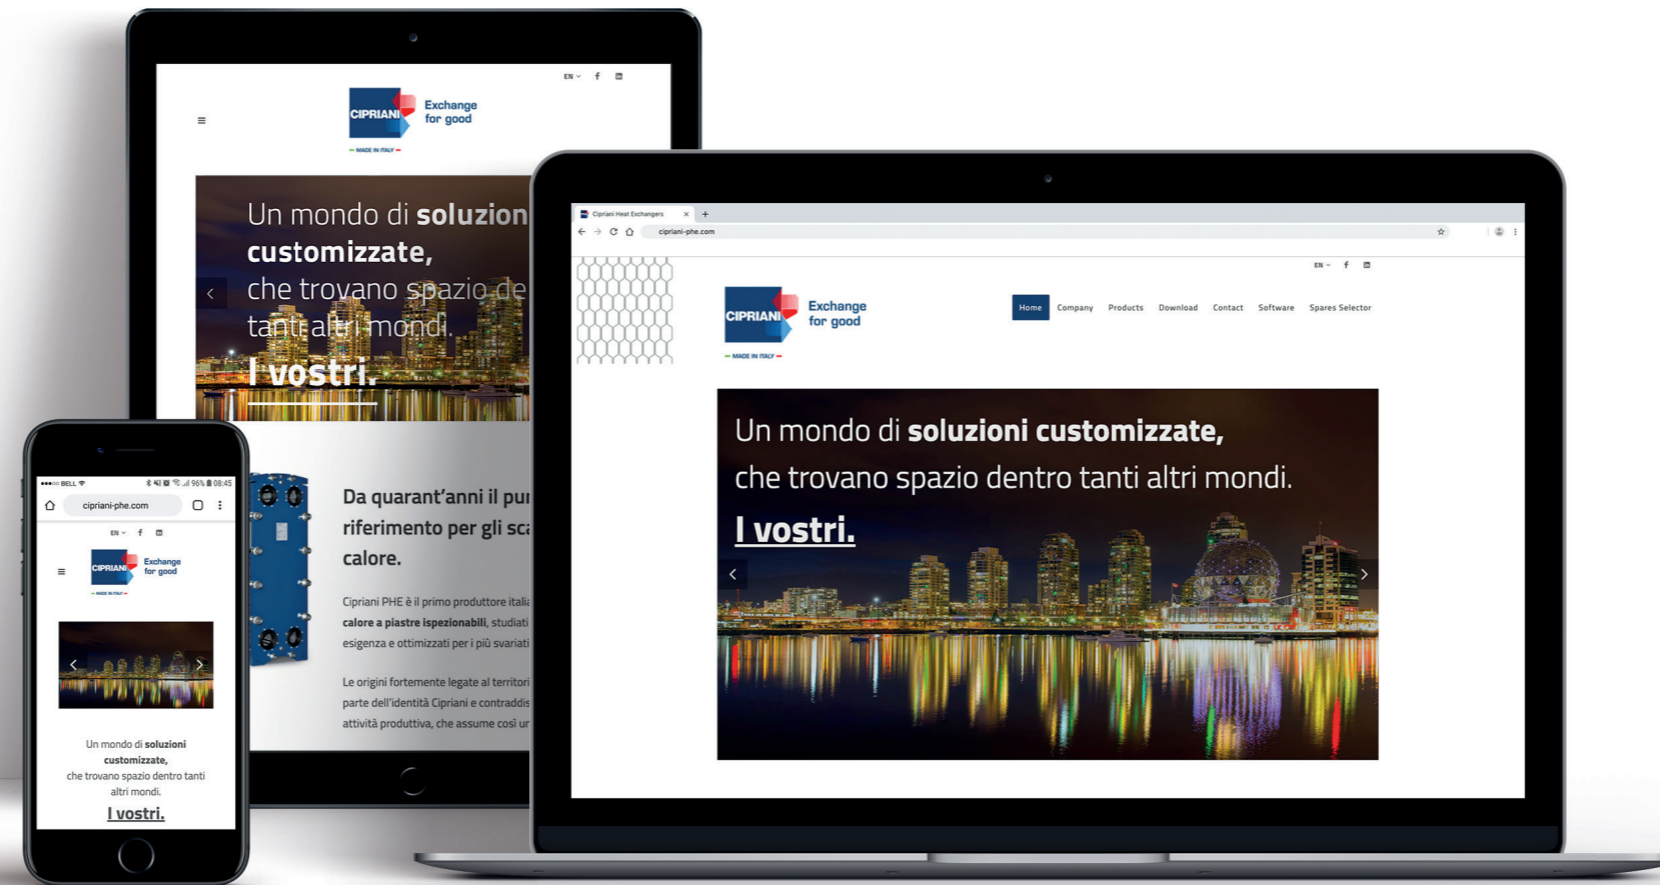 EN
CIPRIANI
Exchange
for good
MADE IN ITALY
Un mondo di soluzion
customizzate,
che trovano spazio de
tanti altri mondi.
I vostri.
Da quarant'anni il pu
riferimento per gli sc
calore.
Cipriani PHE è il primo produttore itali
calore a piastre ispezionabili, studiati
esigenza e ottimizzati per i più svariati
Le origini fortemente legate al territori
parte dell'identità Cipriani e contraddis
attività produttiva, che assume così u
BELL 96% 08:45
cipriani-phe.com
EN
CIPRIANI
Exchange
for good
MADE IN ITALY
Un mondo di soluzioni
customizzate,
che trovano spazio dentro tanti
altri mondi.
I vostri.
Cipriani Heat Exchangers
cipriani-phe.com
EN
CIPRIANI
Exchange
for good
MADE IN ITALY
Home Company Products Download Contact Software Spares Selector
Un mondo di soluzioni customizzate,
che trovano spazio dentro tanti altri mondi.
I vostri.